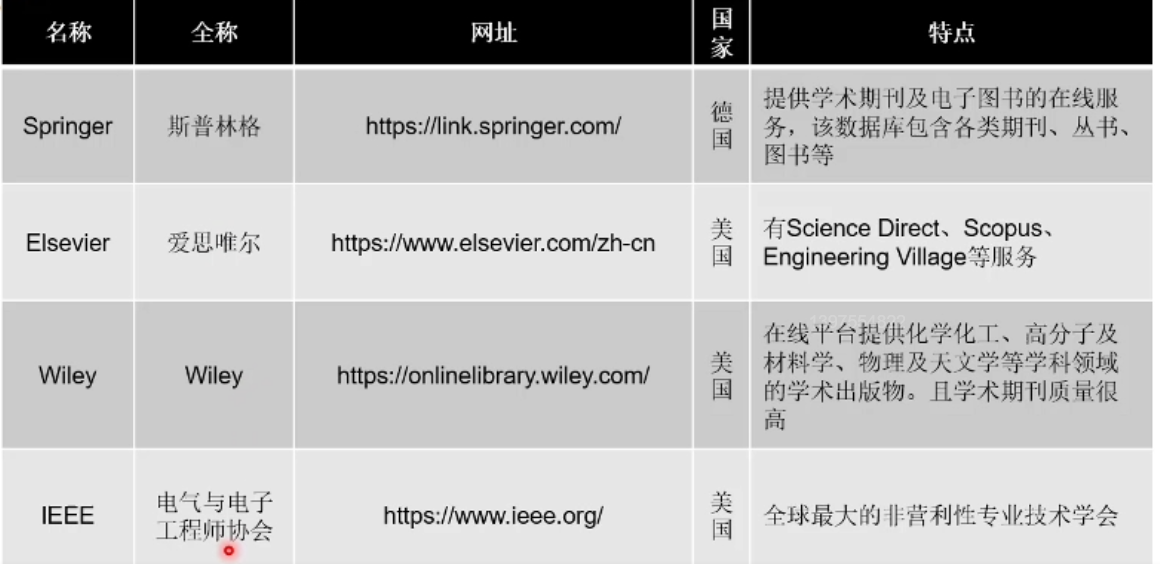 名称 全称 网址 国家 特点
Springer 斯普林格 https://link.springer.com/ 德国 提供学术期刊及电子图书的在线服
务，该数据库包含各类期刊、丛书、
图书等
Elsevier 爱思唯尔 https://www.elsevier.com/zh-cn 美国 有Science Direct、Scopus、
Engineering Village等服务
Wiley Wiley https://onlinelibrary.wiley.com/ 美国 在线平台提供化学化工、高分子及
材料学、物理及天文学等学科领域
的学术出版物。且学术期刊质量很
高
IEEE 电气与电子
工程师协会 https://www.ieee.org/ 美国 全球最大的非营利性专业技术学会